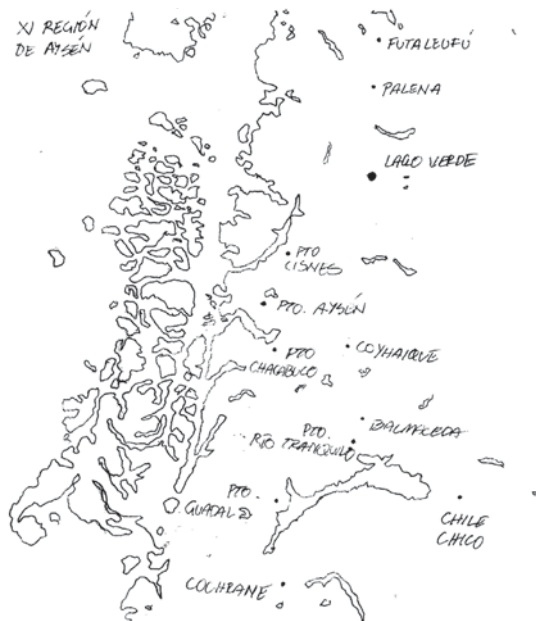 XI REGIÓN
DE AYSÉN
FUTALEUFÚ
PALENA
LAGO VERDE
PTO
CISNES
PTO. AYSÉN
PTO
CHACABUCO
COYHAIQUE
BALMACEDA
PTO.
RÍO TRANQUILO
PTO.
GUADAL
CHILE
CHICO
COCHRANE